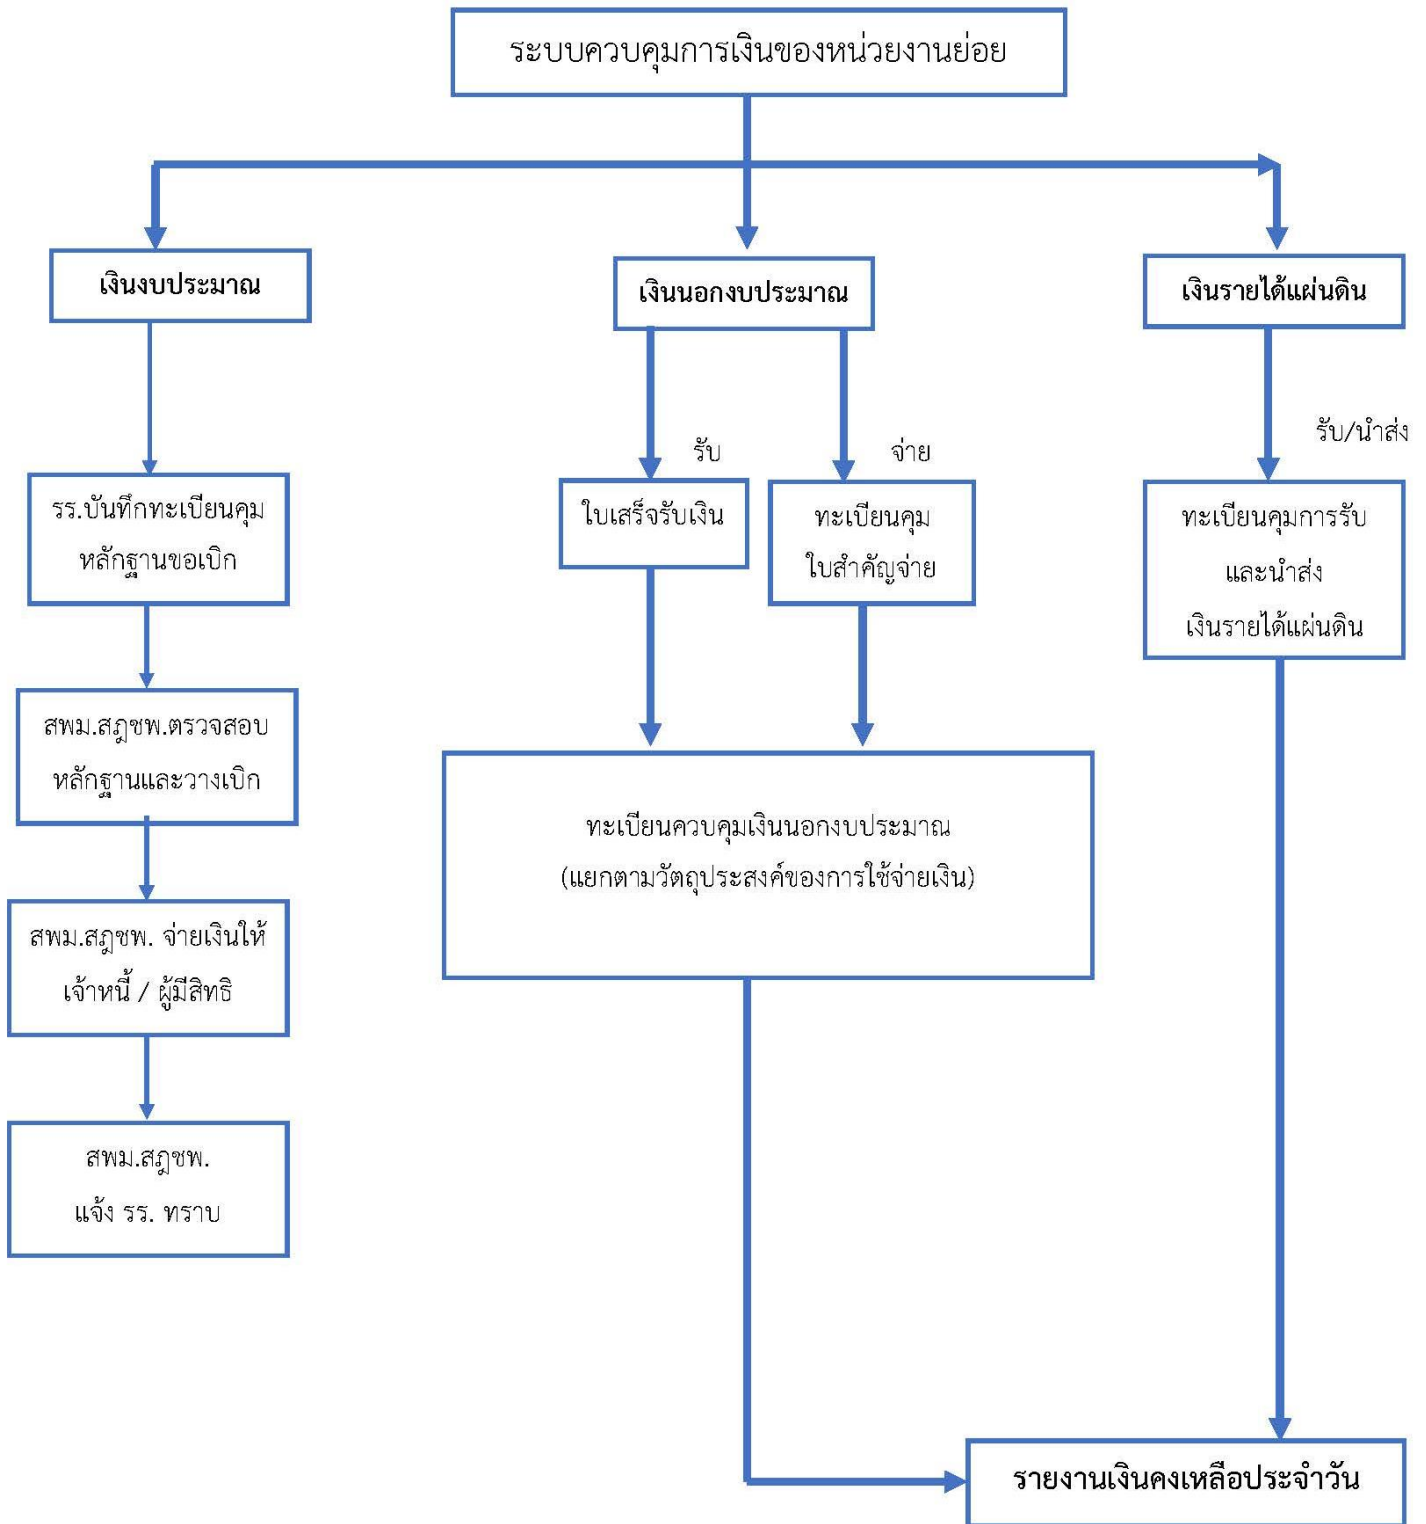 ระบบควบคุมการเงินของหน่วยงานย่อย
เงินงบประมาณ
เงินนอกงบประมาณ
เงินรายได้แผ่นดิน
รับ
จ่าย
รับ/นำส่ง
รร.บันทึกทะเบียนคุม
หลักฐานขอเบิก
ใบเสร็จรับเงิน
ทะเบียนคุม
ใบสำคัญจ่าย
ทะเบียนคุมการรับ
และนำส่ง
เงินรายได้แผ่นดิน
สพม.สฎชพ.ตรวจสอบ
หลักฐานและวางเบิก
ทะเบียนควบคุมเงินนอกงบประมาณ
(แยกตามวัตถุประสงค์ของการใช้จ่ายเงิน)
สพม.สฎชพ. จ่ายเงินให้
เจ้าหนี้ / ผู้มีสิทธิ
สพม.สฎชพ.
แจ้ง รร. ทราบ
รายงานเงินคงเหลือประจำวัน